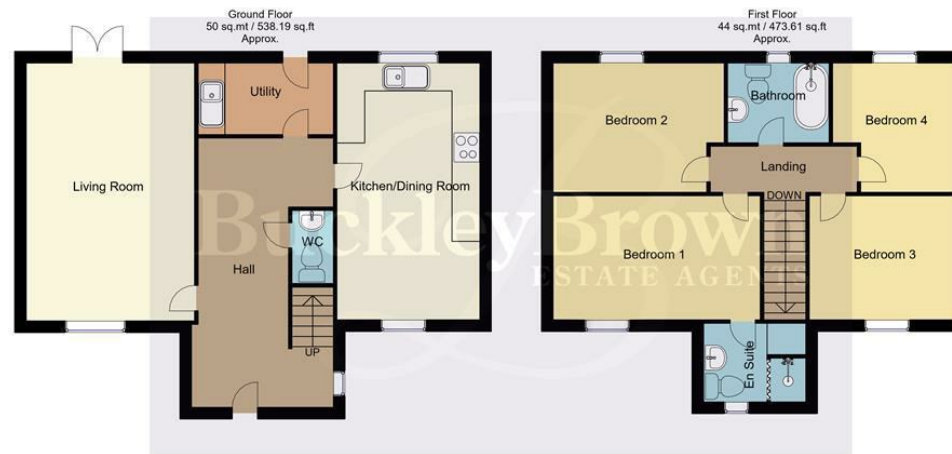 Ground Floor
50 sq.mt / 538.19 sq.ft
Approx.
Utility
Living Room
Kitchen/Dining Room
WC
Hall
UP
First Floor
44 sq.mt / 473.61 sq.ft
Approx.
Bathroom
Bedroom 2
Bedroom 4
Landing
DOWN
Bedroom 1
Bedroom 3
En Suite
BuckleyBrown
ESTATE AGENTS